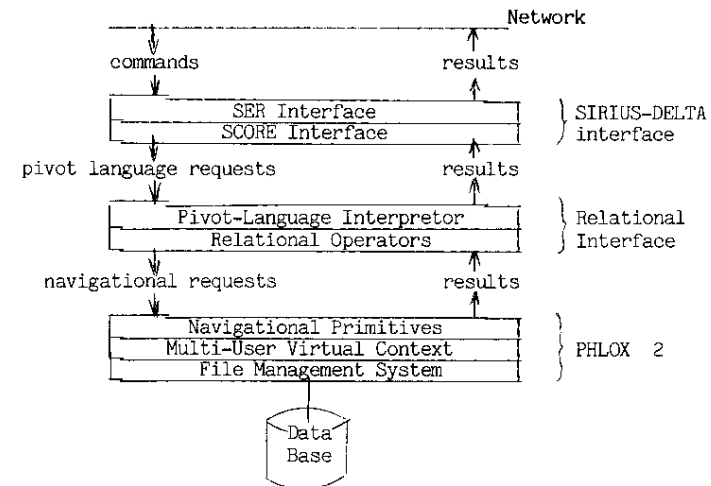 Network
commands results
SER Interface
SCORE Interface
SIRIUS-DELTA
interface
pivot language requests results
Pivot-Language Interpretor
Relational Operators
Relational
Interface
navigational requests results
Navigational Primitives
Multi-User Virtual Context
File Management System
PHLOX 2
Data
Base